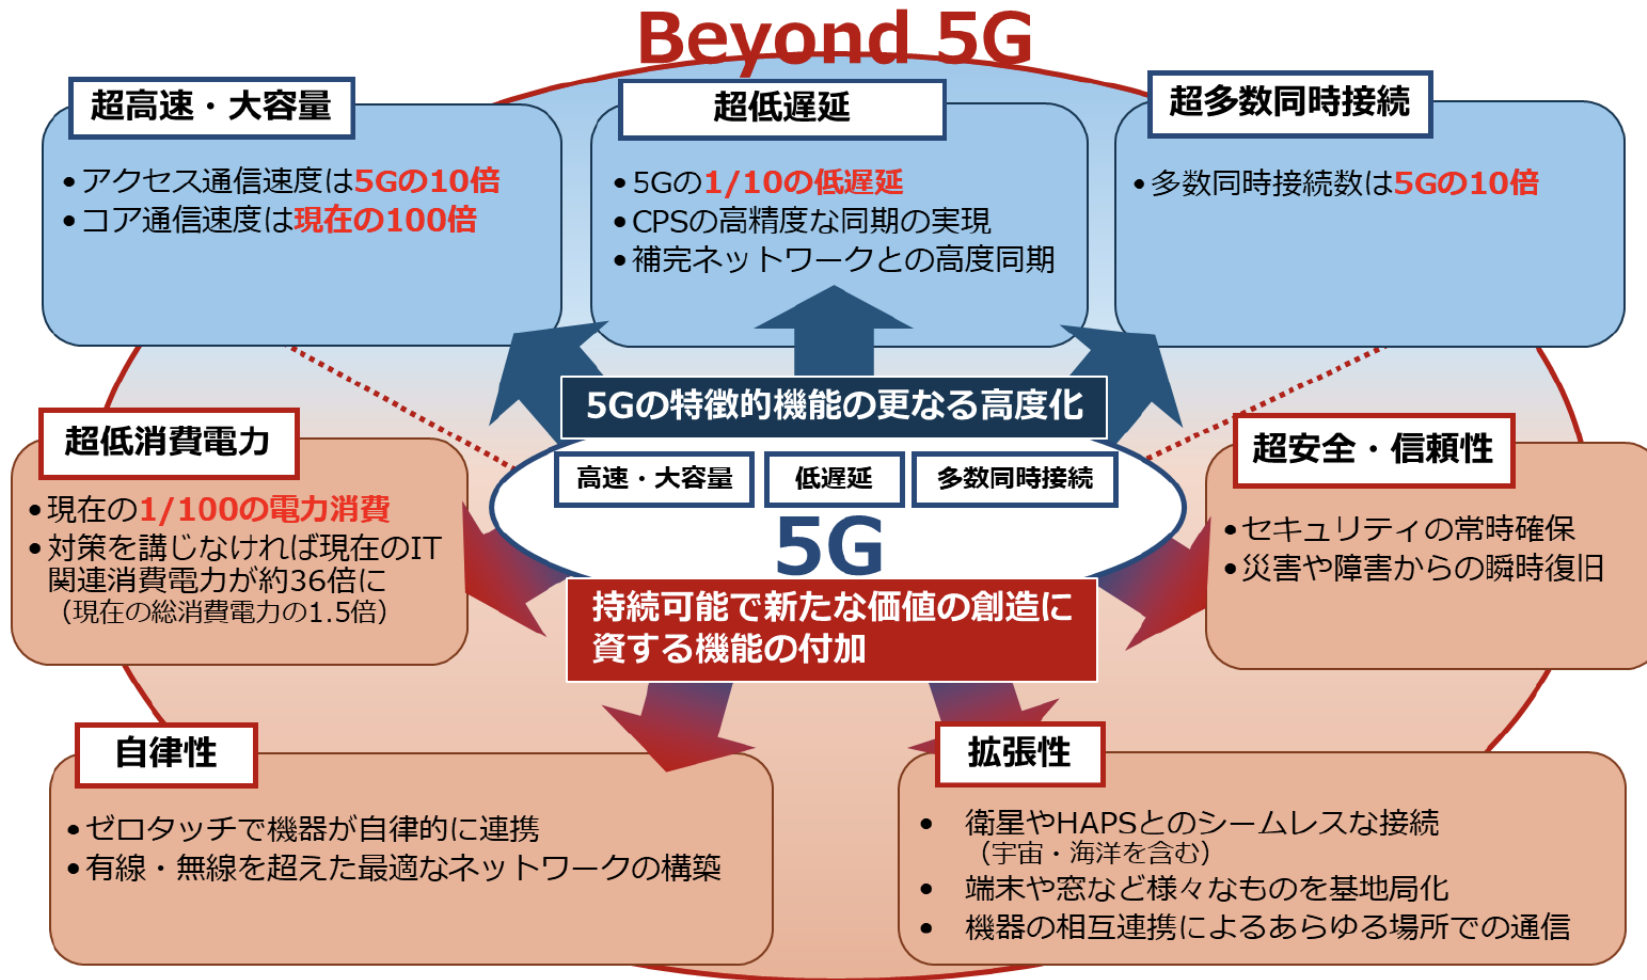 Beyond 5G
超高速・大容量
• アクセス通信速度は5Gの10倍
• コア通信速度は現在の100倍
超低遅延
• 5Gの1/10の低遅延
• CPSの高精度な同期の実現
• 補完ネットワークとの高度同期
超多数同時接続
• 多数同時接続数は5Gの10倍
5Gの特徴的機能の更なる高度化
高速・大容量
低遅延
多数同時接続
5G
持続可能で新たな価値の創造に
資する機能の付加
超低消費電力
• 現在の1/100の電力消費
• 対策を講じなければ現在のIT
関連消費電力が約36倍に
（現在の総消費電力の1.5倍）
超安全・信頼性
• セキュリティの常時確保
• 災害や障害からの瞬時復旧
自律性
• ゼロタッチで機器が自律的に連携
• 有線・無線を超えた最適なネットワークの構築
拡張性
• 衛星やHAPSとのシームレスな接続
（宇宙・海洋を含む）
• 端末や窓など様々なものを基地局化
• 機器の相互連携によるあらゆる場所での通信